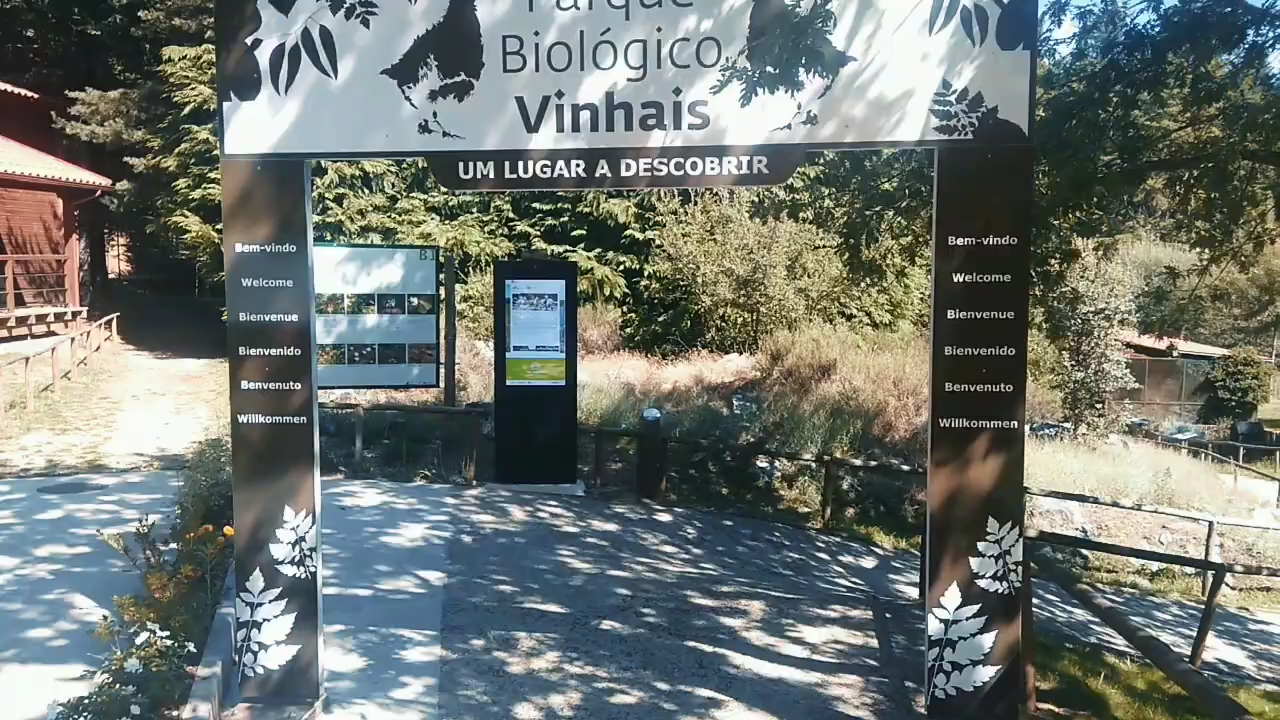 Parque
Biológico
Vinhais
UM LUGAR A DESCOBRIR
Bem-vindo
Welcome
Bienvenue
Bienvenido
Benvenuto
Willkommen
Bem-vindo
Welcome
Bienvenue
Bienvenido
Benvenuto
Willkommen